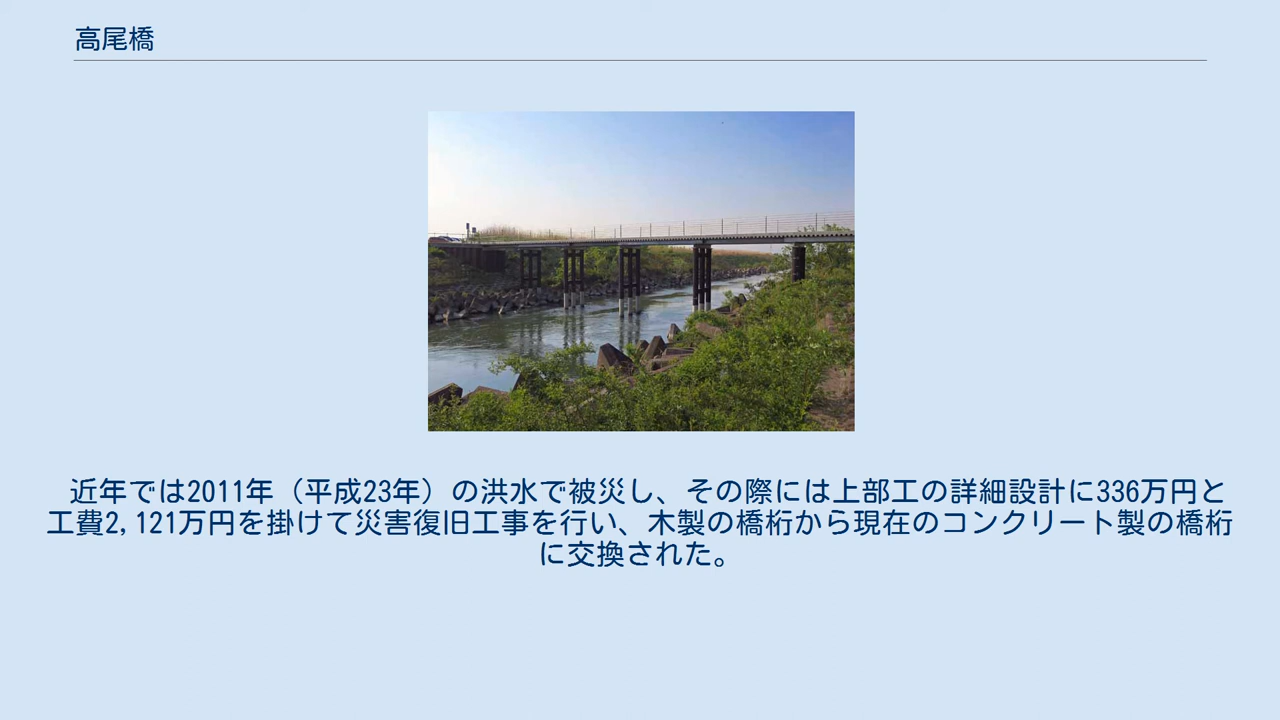 高尾橋
近年では2011年（平成23年）の洪水で被災し、その際には上部工の詳細設計に336万円と
工費2,121万円を掛けて災害復旧工事を行い、木製の橋桁から現在のコンクリート製の橋桁
に交換された。